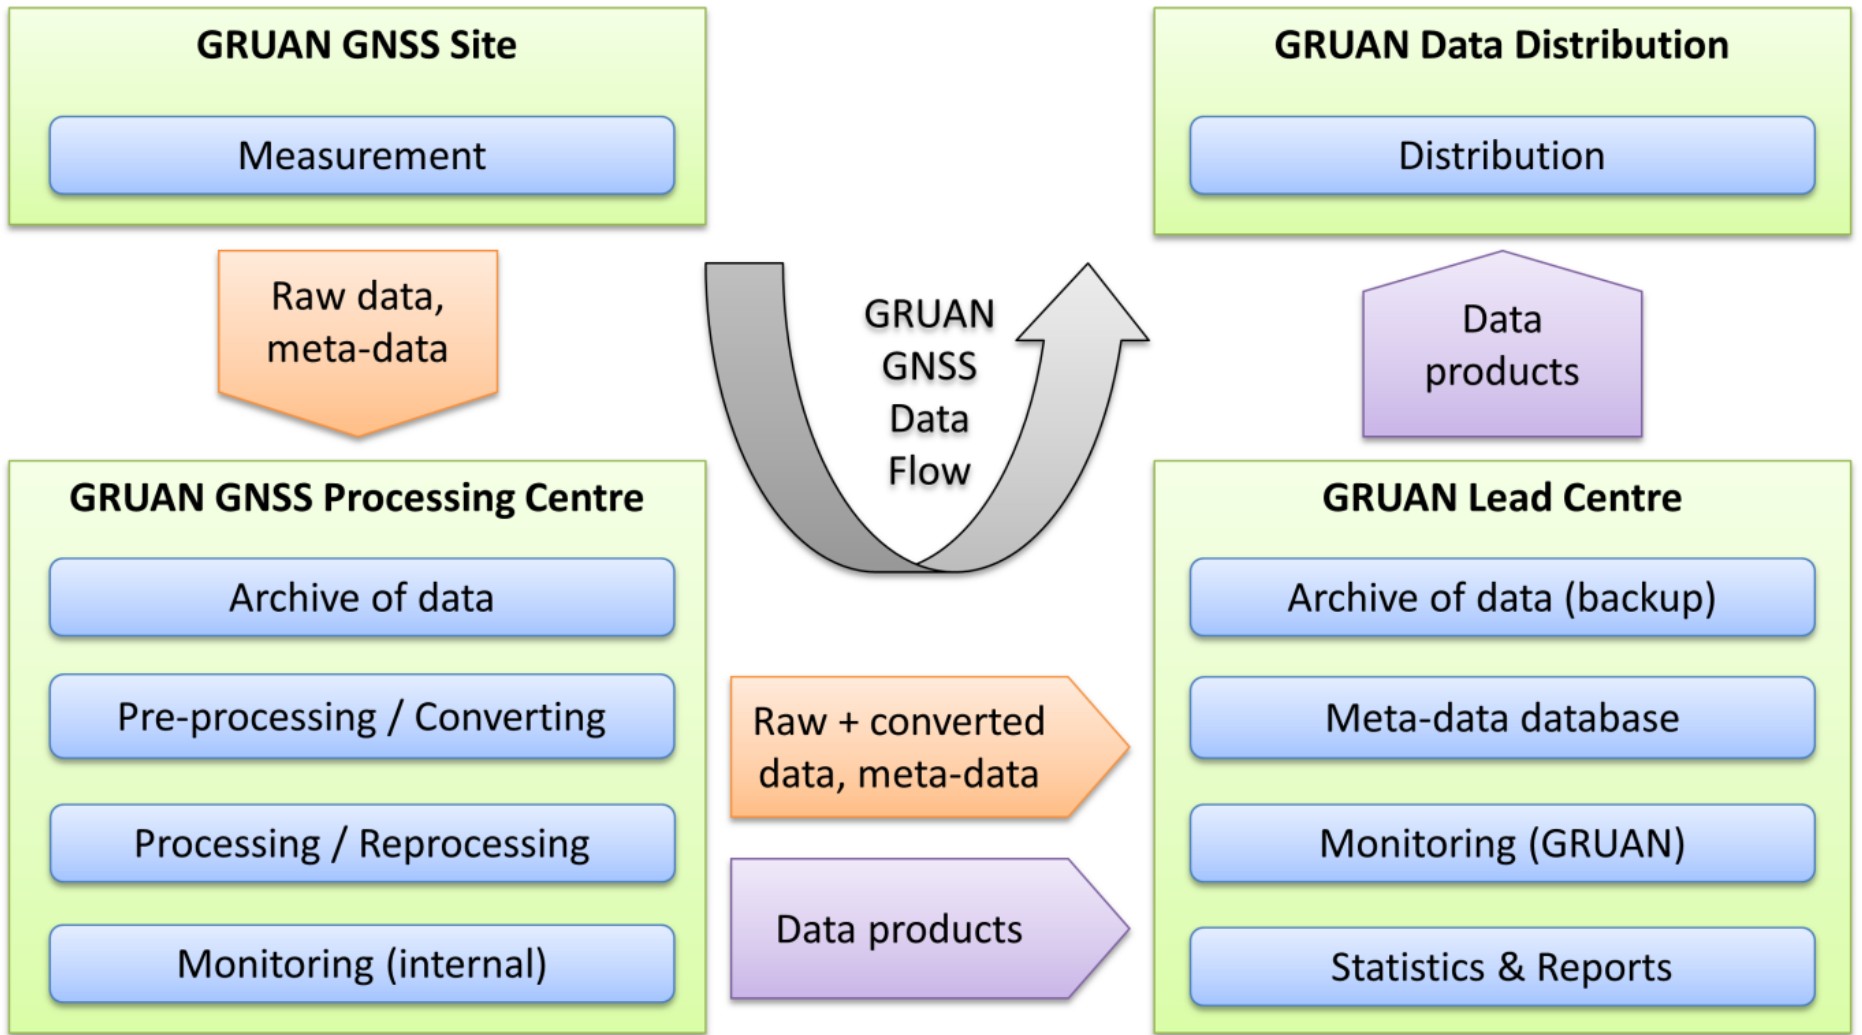 GRUAN GNSS Site
Measurement
Raw data,
meta-data
GRUAN GNSS Processing Centre
Archive of data
Pre-processing / Converting
Processing / Reprocessing
Monitoring (internal)
GRUAN
GNSS
Data
Flow
Raw + converted
data, meta-data
Data products
GRUAN Data Distribution
Distribution
Data
products
GRUAN Lead Centre
Archive of data (backup)
Meta-data database
Monitoring (GRUAN)
Statistics & Reports